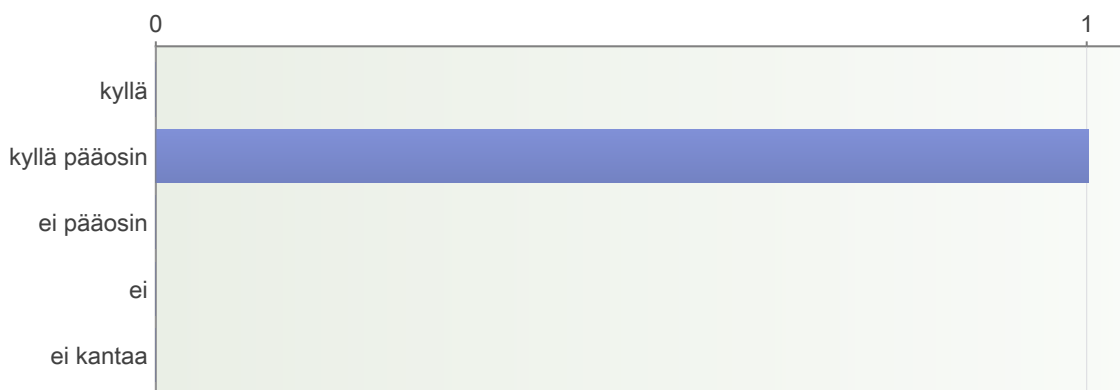 0 1
kyllä
kyllä pääosin
ei pääosin
ei
ei kantaa